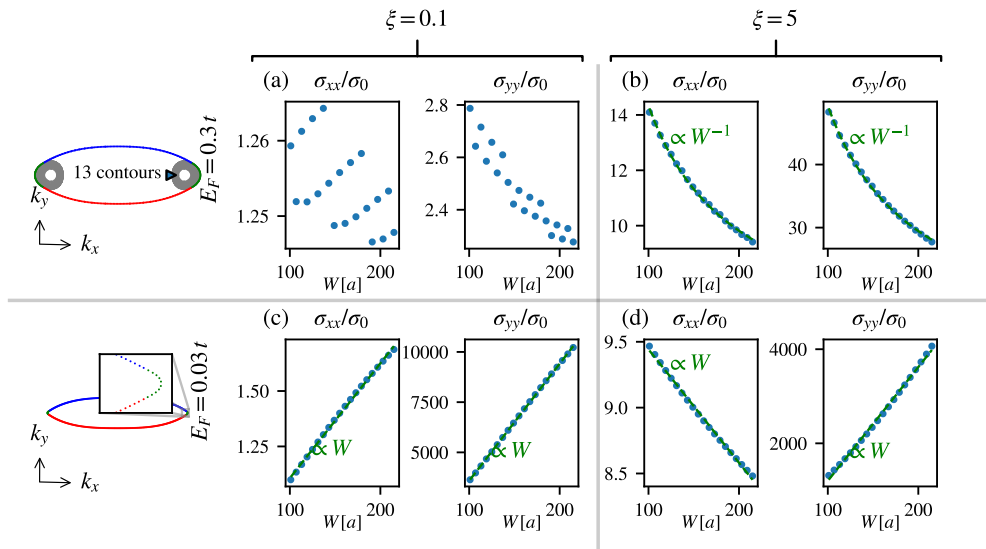 ξ = 0.1
ξ = 5
(a) σxx/σ0 σyy/σ0
(b) σxx/σ0 σyy/σ0
13 contours
E_F = 0.3 t
ky
kx
1.26
1.25
2.8
2.6
2.4
∝ W⁻¹
14
12
10
∝ W⁻¹
40
30
100 200
W[a]
100 200
W[a]
100 200
W[a]
100 200
W[a]
(c) σxx/σ0 σyy/σ0
(d) σxx/σ0 σyy/σ0
E_F = 0.03 t
ky
kx
1.50
1.25
∝ W
10000
7500
5000
∝ W
9.5
9.0
8.5
∝ W
4000
2000
∝ W
100 200
W[a]
100 200
W[a]
100 200
W[a]
100 200
W[a]